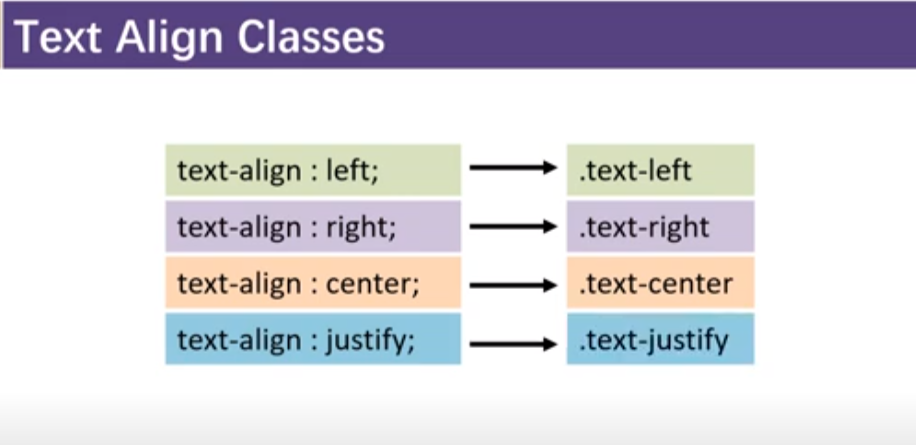 Text Align Classes
text-align : left; .text-left
text-align : right; .text-right
text-align : center; .text-center
text-align : justify; .text-justify